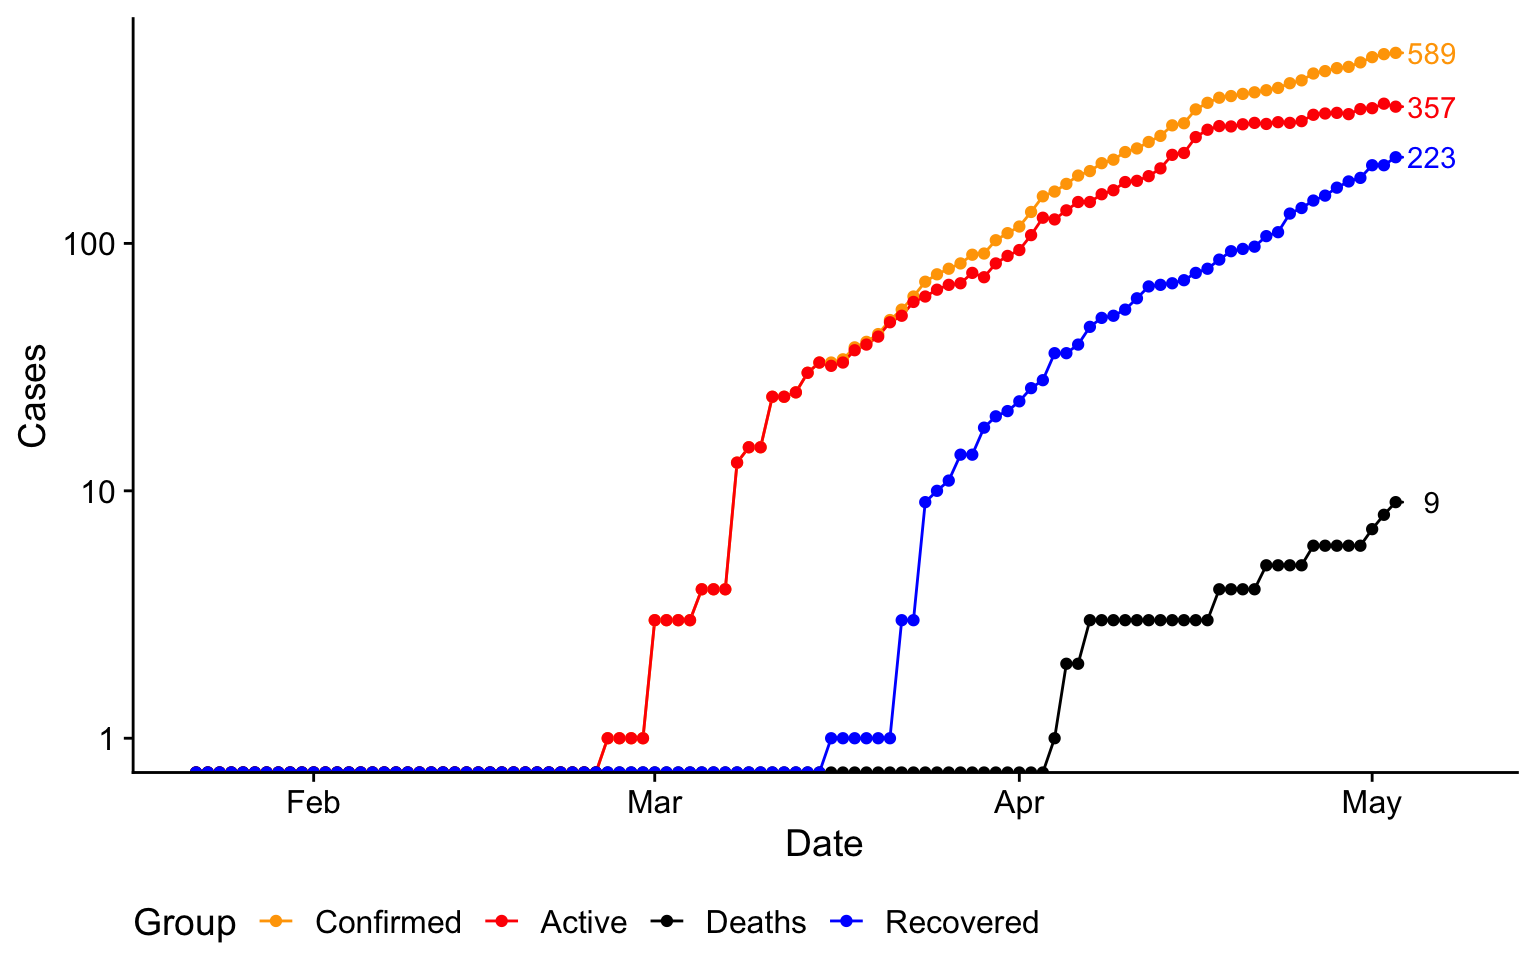 589
357
223
100
Cases
10
9
1
Feb Mar Apr May
Date
Group Confirmed Active Deaths Recovered